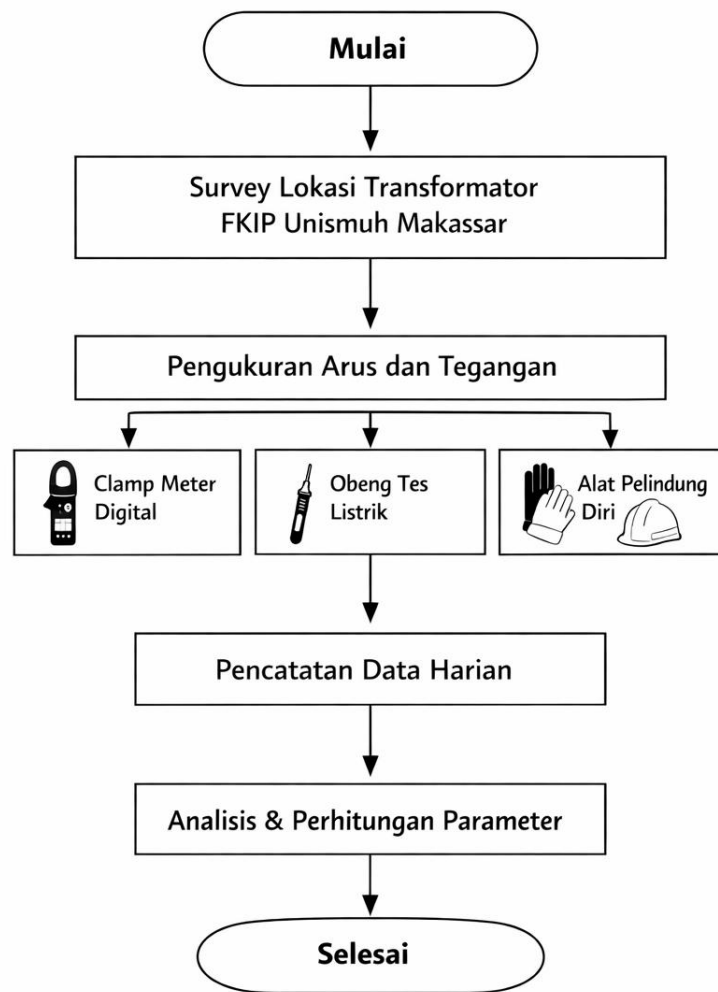 Mulai
Survey Lokasi Transformator
FKIP Unismuh Makassar
Pengukuran Arus dan Tegangan
Clamp Meter
Digital
Obeng Tes
Listrik
Alat Pelindung
Diri
Pencatatan Data Harian
Analisis & Perhitungan Parameter
Selesai